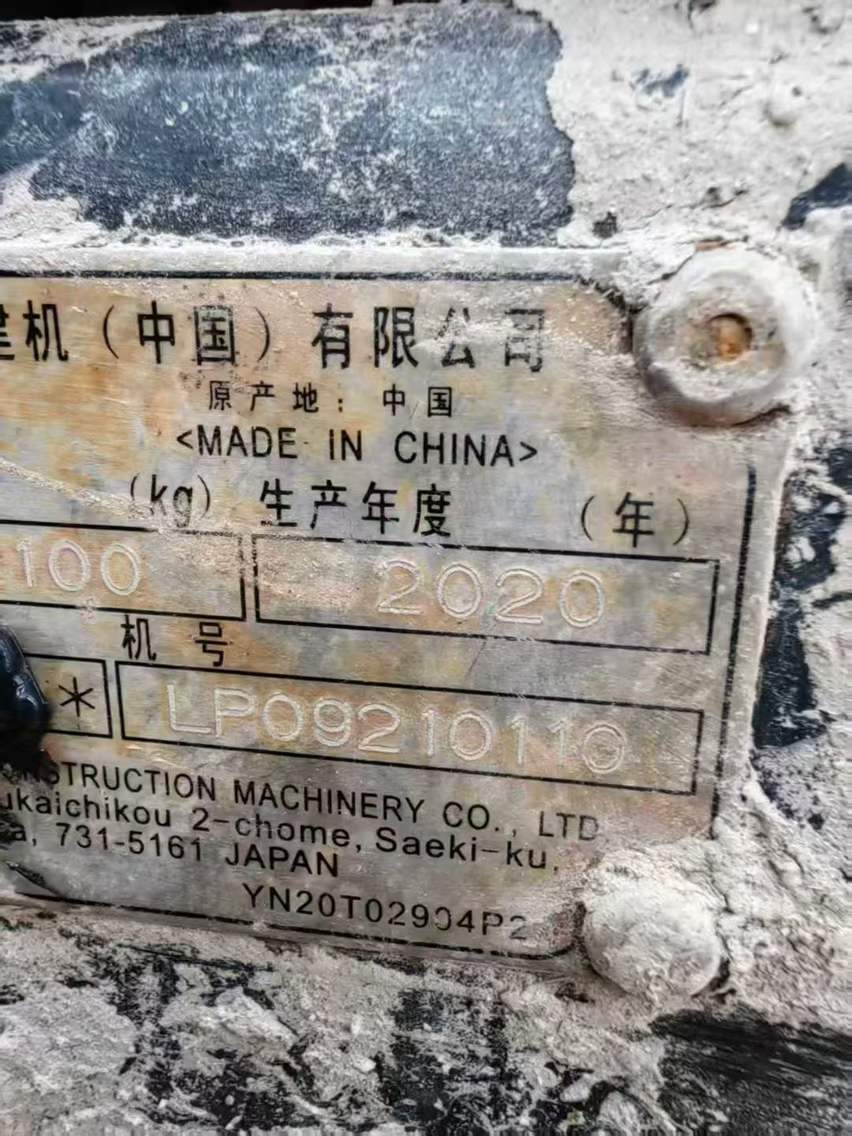 建机（中国）有限公司
原产地：中国
<MADE IN CHINA>
(kg) 生产年度 （年）
100 2020
机号
* LP09210110
CONSTRUCTION MACHINERY CO., LTD.
ukaichikou 2-chome, Saeki-ku,
a, 731-5161 JAPAN
YN20T02904P2